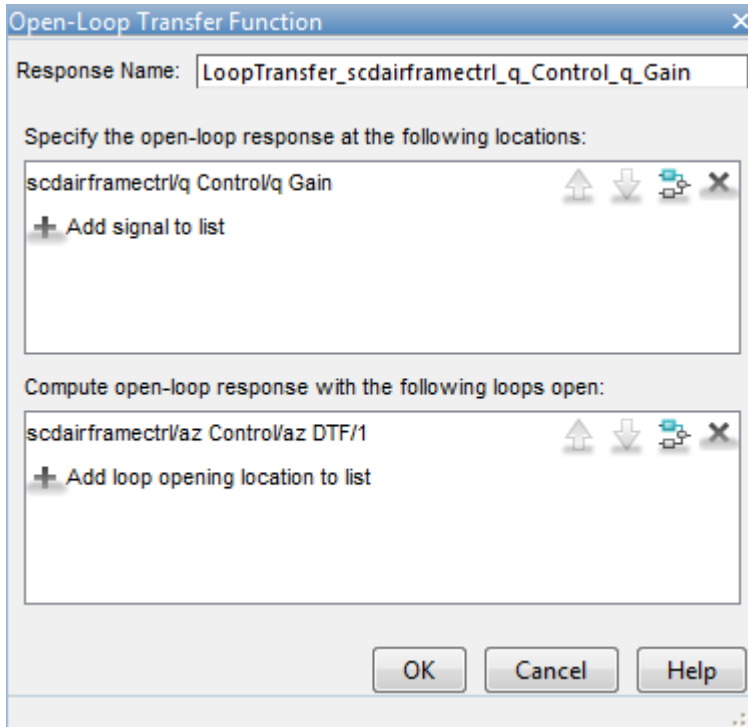 Open-Loop Transfer Function
Response Name: LoopTransfer_scdairframectrl_q_Control_q_Gain
Specify the open-loop response at the following locations:
scdairframectrl/q Control/q Gain
Add signal to list
Compute open-loop response with the following loops open:
scdairframectrl/az Control/az DTF/1
Add loop opening location to list
OK Cancel Help